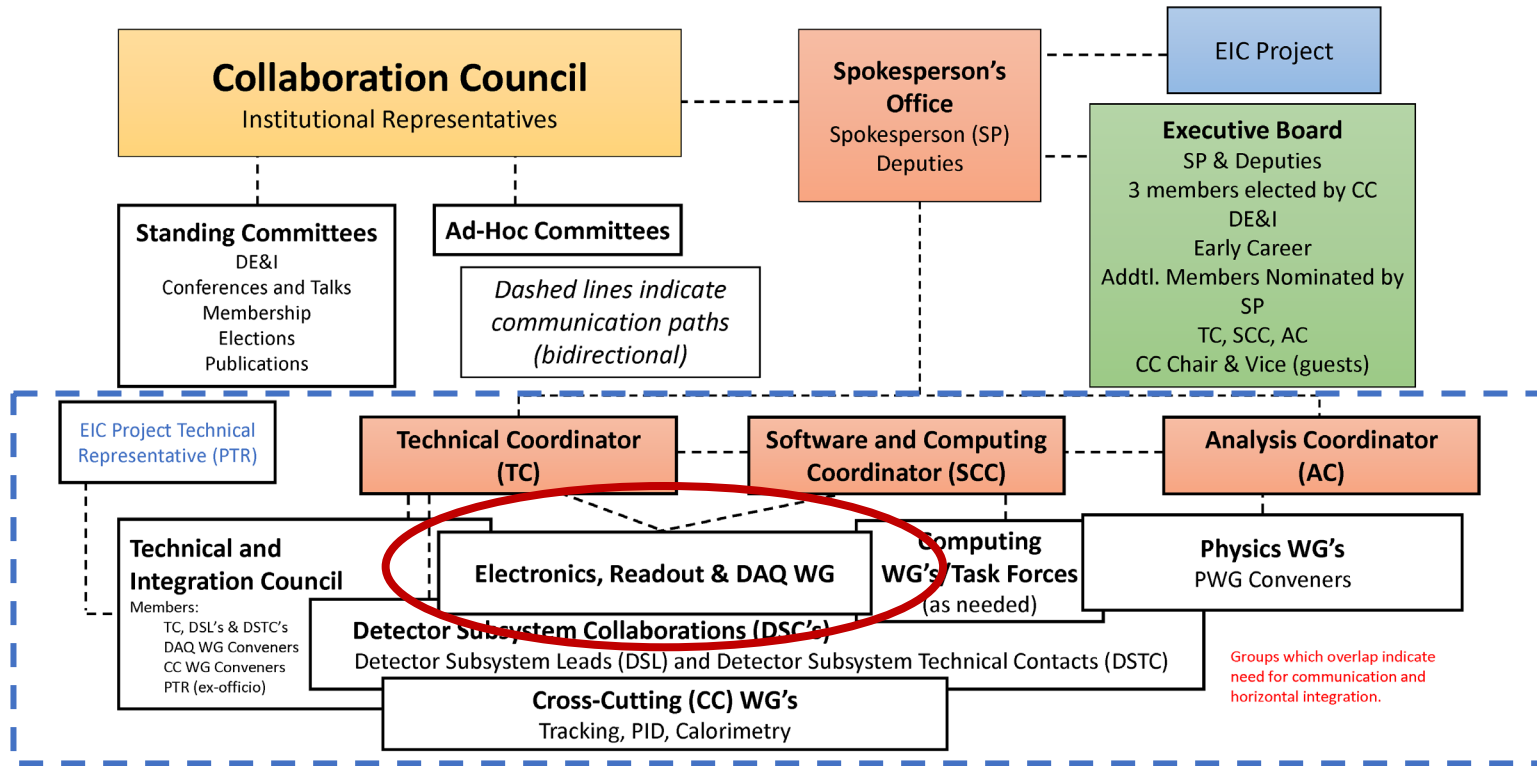 Collaboration Council
Institutional Representatives
Spokesperson's
Office
Spokesperson (SP)
Deputies
EIC Project
Executive Board
SP & Deputies
3 members elected by CC
DE&I
Early Career
Addtl. Members Nominated by
SP
TC, SCC, AC
CC Chair & Vice (guests)
Standing Committees
DE&I
Conferences and Talks
Membership
Elections
Publications
Ad-Hoc Committees
Dashed lines indicate
communication paths
(bidirectional)
EIC Project Technical
Representative (PTR)
Technical Coordinator
(TC)
Software and Computing
Coordinator (SCC)
Analysis Coordinator
(AC)
Technical and
Integration Council
Members:
TC, DSL's & DSTC's
DAQ WG Conveners
CC WG Conveners
PTR (ex-officio)
Electronics, Readout & DAQ WG
Computing
WG's/Task Forces
(as needed)
Physics WG's
PWG Conveners
Detector Subsystem Collaborations (DSC's)
Detector Subsystem Leads (DSL) and Detector Subsystem Technical Contacts (DSTC)
Cross-Cutting (CC) WG's
Tracking, PID, Calorimetry
Groups which overlap indicate
need for communication and
horizontal integration.